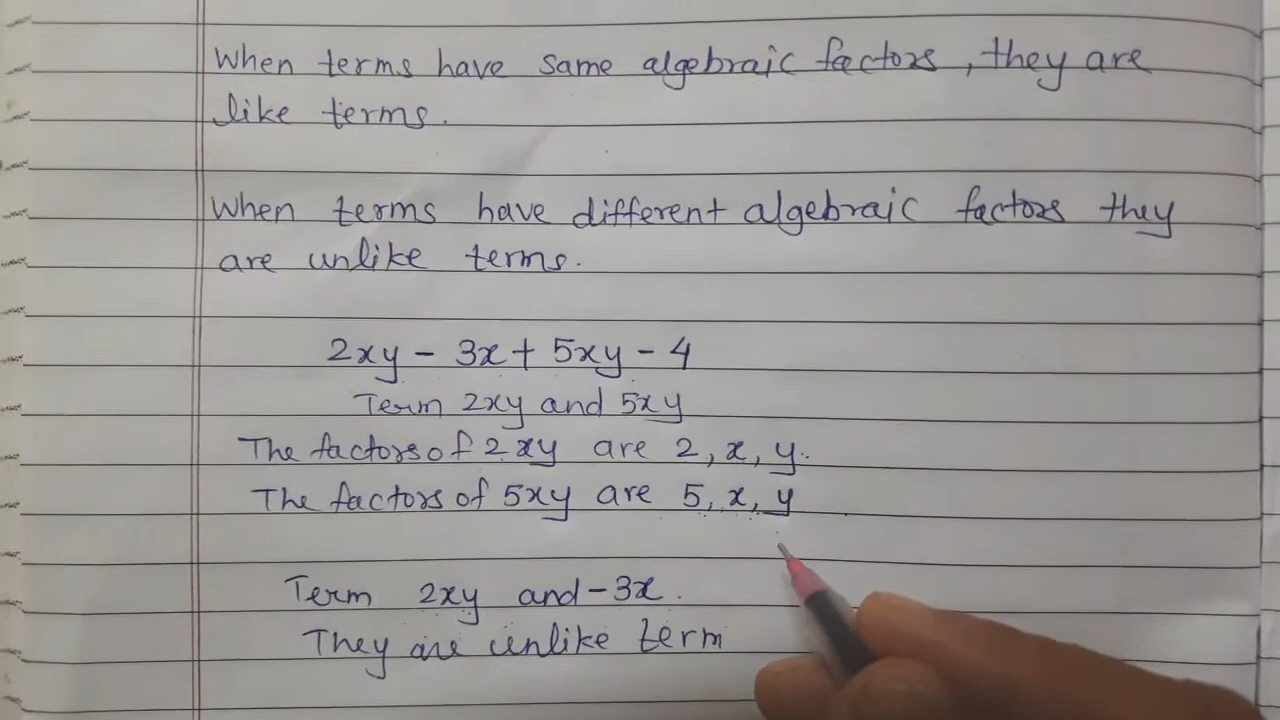 When terms have same algebraic factors, they are
like terms.
When terms have different algebraic factors they
are unlike terms.
2xy - 3x + 5xy - 4
Term 2xy and 5xy
The factors of 2xy are 2, x, y.
The factors of 5xy are 5, x, y
Term 2xy and -3x.
They are unlike term